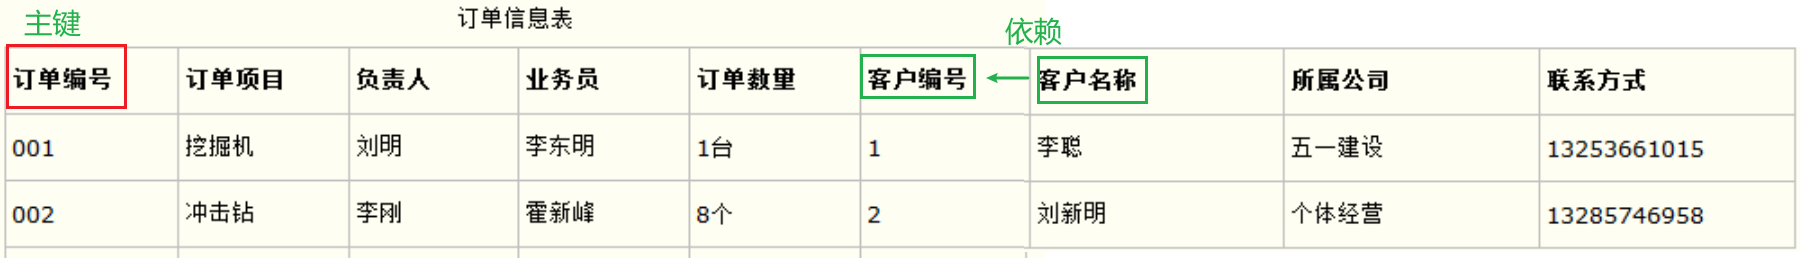 订单信息表
主键
依赖
订单编号 订单项目 负责人 业务员 订单数量 客户编号 客户名称 所属公司 联系方式
001 挖掘机 刘明 李东明 1台 1 李聪 五一建设 13253661015
002 冲击钻 李刚 霍新峰 8个 2 刘新明 个体经营 13285746958